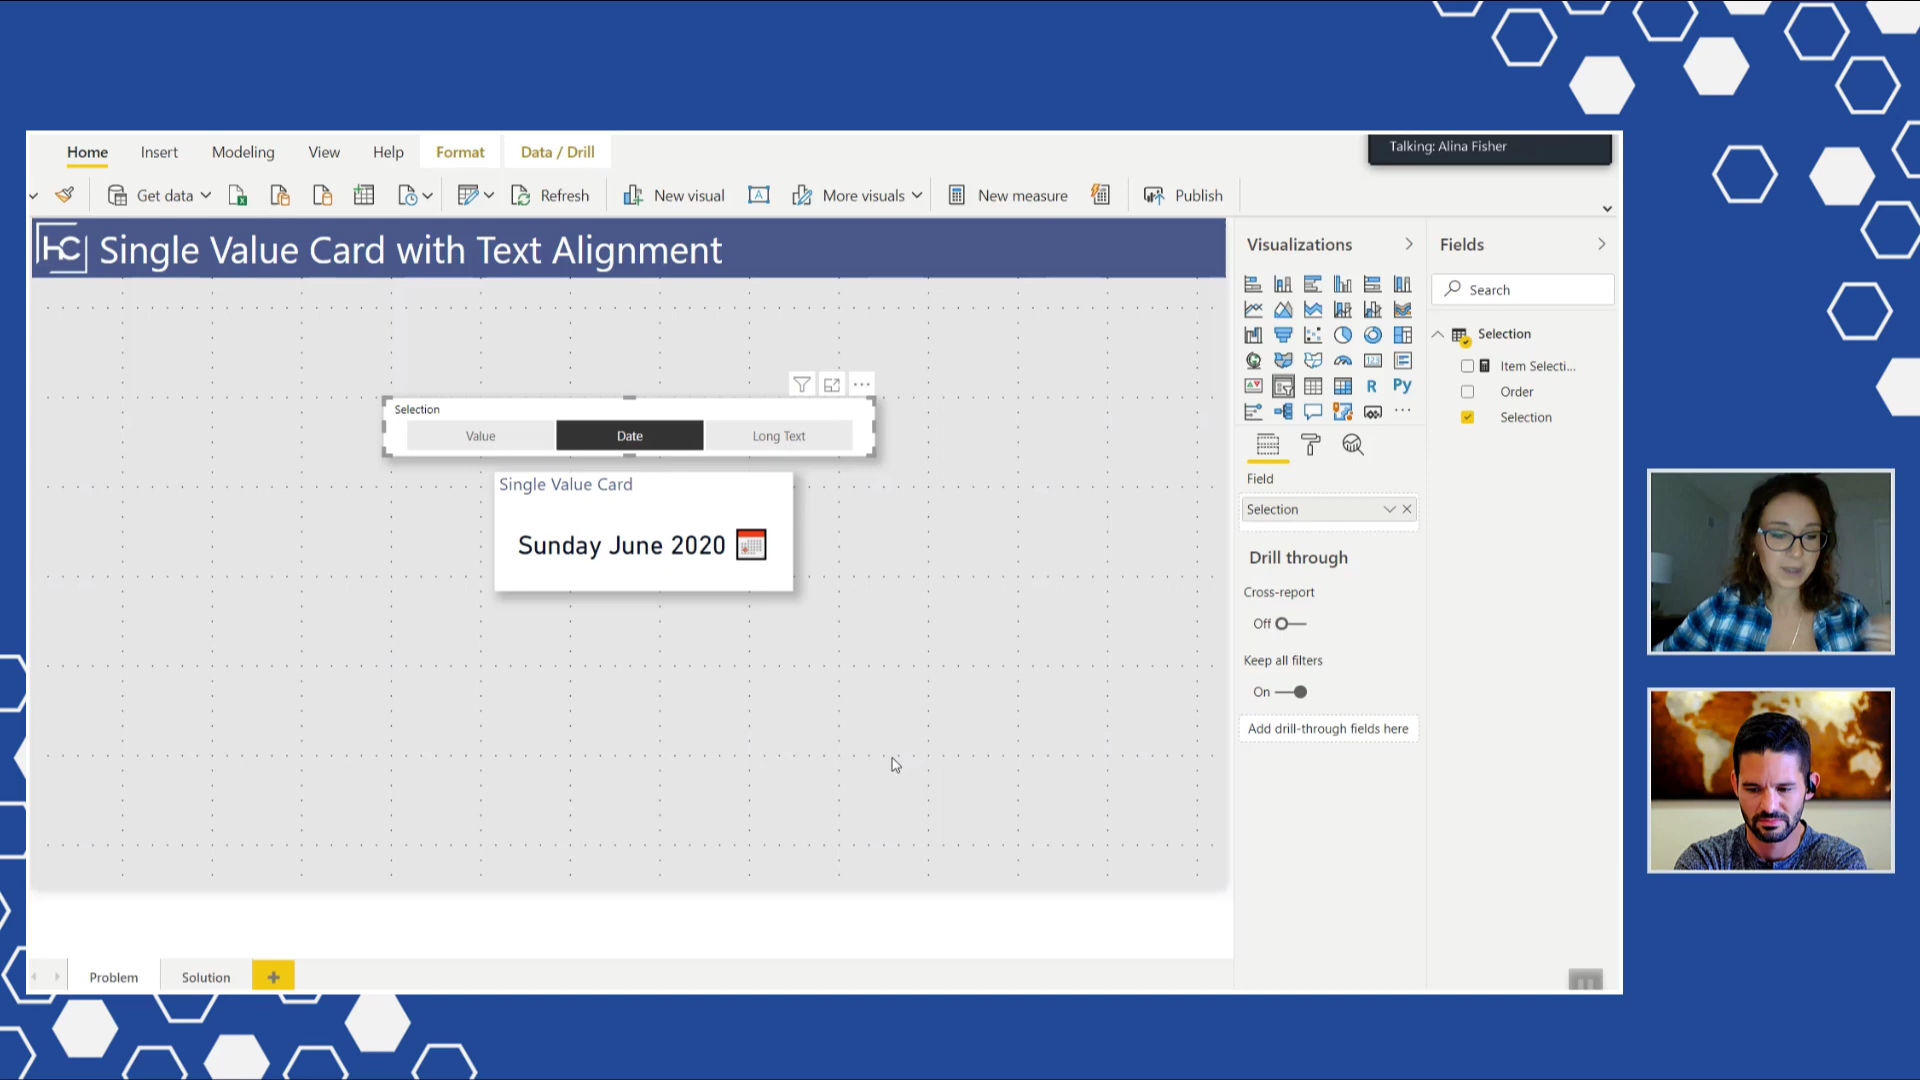 Home Insert Modeling View Help Format Data / Drill
Talking: Alina Fisher
Get data Refresh New visual More visuals New measure Publish
hC Single Value Card with Text Alignment
Visualizations
Fields
Search
Selection
Item Selecti...
Order
Selection
Selection
Value Date Long Text
Single Value Card
Sunday June 2020
R Py
123
Field
Selection
Drill through
Cross-report
Off
Keep all filters
On
Add drill-through fields here
Problem Solution +